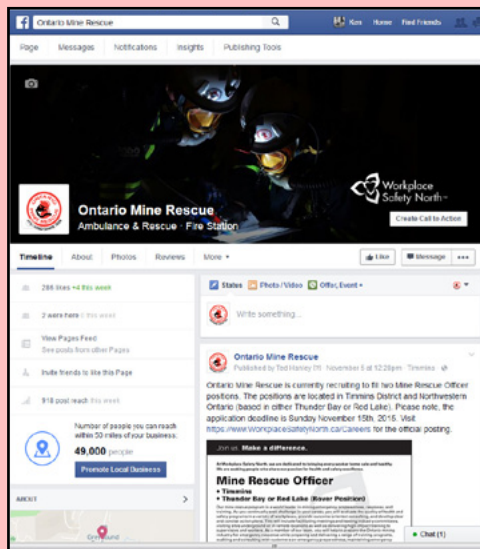 Ontario Mine Rescue
Ken Home Find Friends
Page Messages Notifications Insights Publishing Tools
Workplace
Safety North
Ontario Mine Rescue
Ambulance & Rescue · Fire Station
Create Call to Action
Timeline About Photos Reviews More
Like Message
286 likes +4 this week
2 were here 0 this week
View Pages Feed
See posts from other Pages
Invite friends to like this Page
918 post reach this week
Number of people you can reach
within 50 miles of your business:
49,000 people
Promote Local Business
ABOUT
Status Photo / Video Offer, Event +
Write something...
Ontario Mine Rescue
Published by Ted Hanley [?] · November 5 at 12:28pm · Timmins
Ontario Mine Rescue is currently recruiting to fill two Mine Rescue Officer
positions. The positions are located in Timmins District and Northwestern
Ontario (based in either Thunder Bay or Red Lake). Please note, the
application deadline is Sunday November 15th, 2015. Visit
https://www.WorkplaceSafetyNorth.ca/Careers for the official posting.
Join us. Make a difference.
Mine Rescue Officer
• Timmins
• Thunder Bay or Red Lake (Rover Position)
Chat (1)